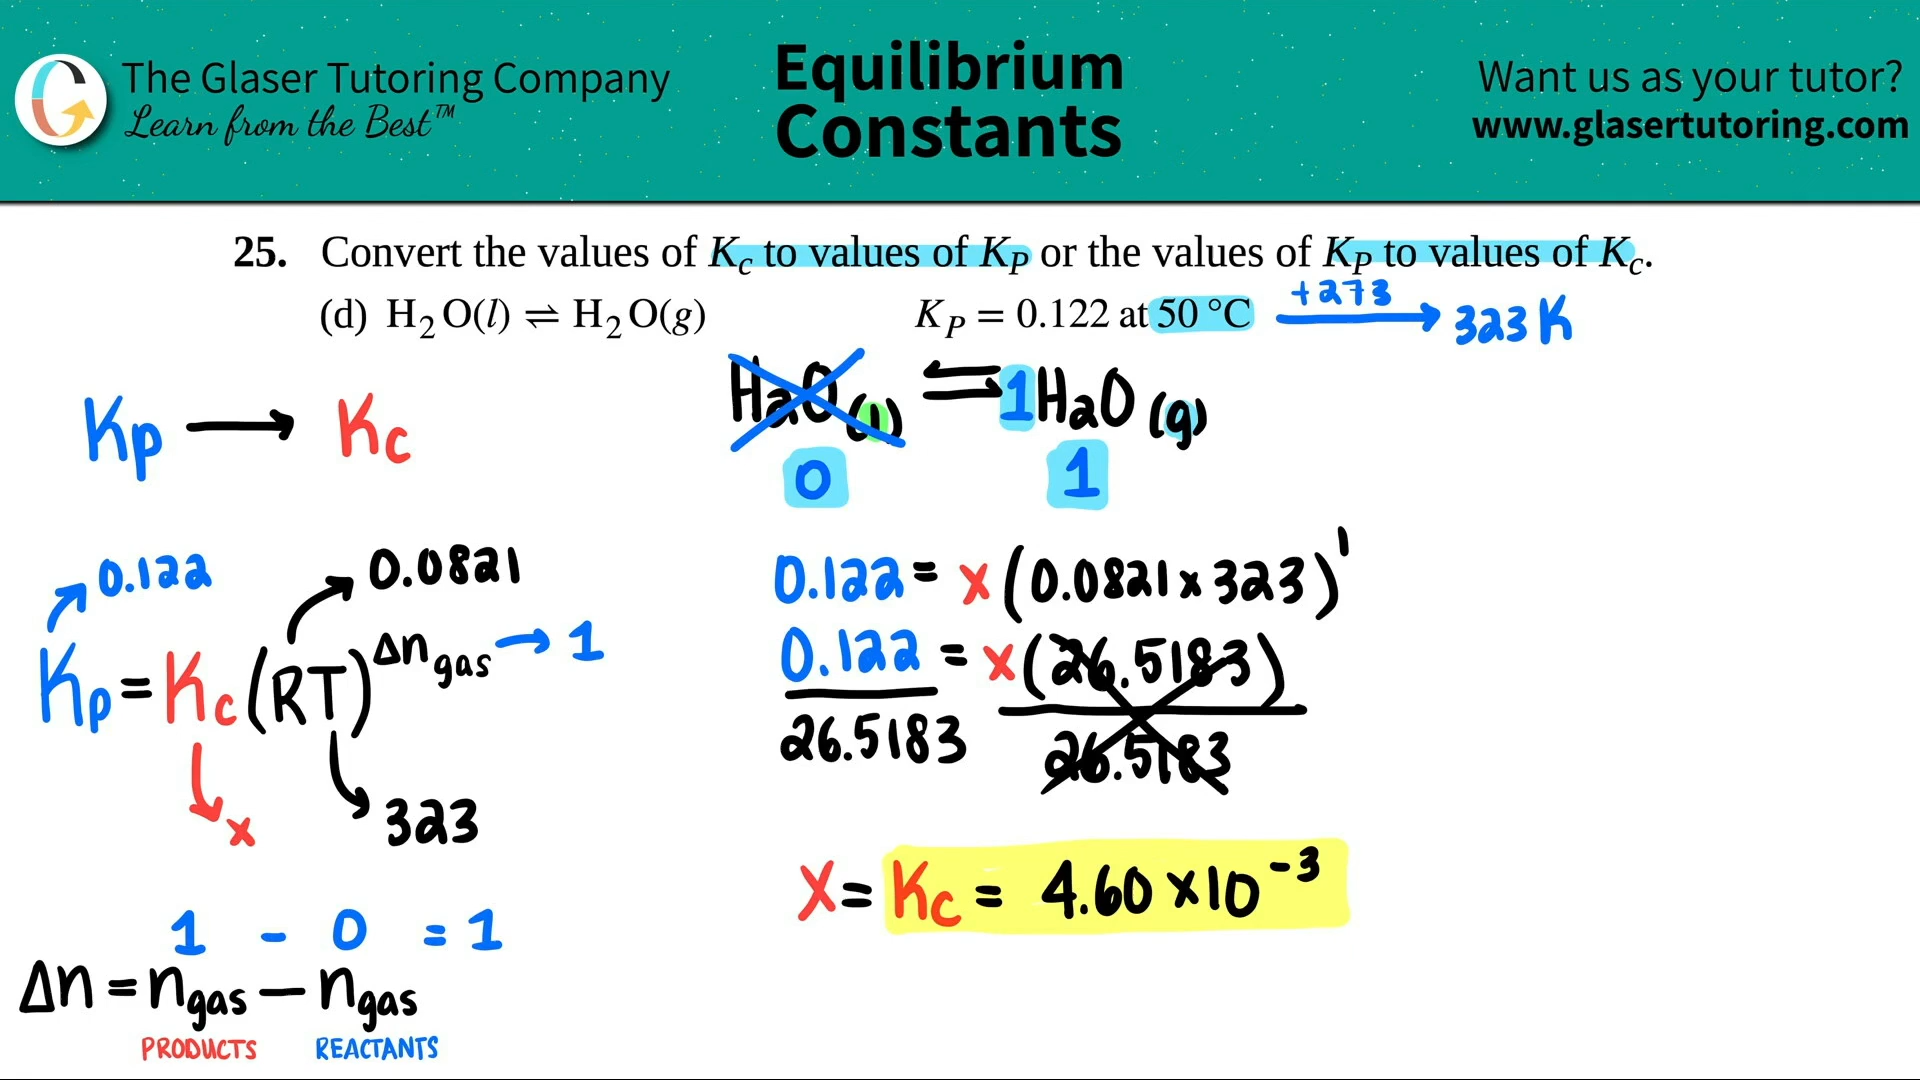 The Glaser Tutoring Company
Learn from the Best™
Equilibrium
Constants
Want us as your tutor?
www.glasertutoring.com
25. Convert the values of Kc to values of KP or the values of KP to values of Kc.
(d) H2O(l) ⇌ H2O(g) KP = 0.122 at 50 °C +273 → 323 K
Kp → Kc
H2O(l) ⇌ 1H2O(g)
0 1
0.122 0.0821
Kp = Kc (RT)^Δngas → 1
x 323
1 - 0 = 1
Δn = ngas − ngas
PRODUCTS REACTANTS
0.122 = x (0.0821 x 323)^1
0.122 = x (26.5183)
26.5183 26.5183
X = Kc = 4.60 x10^-3